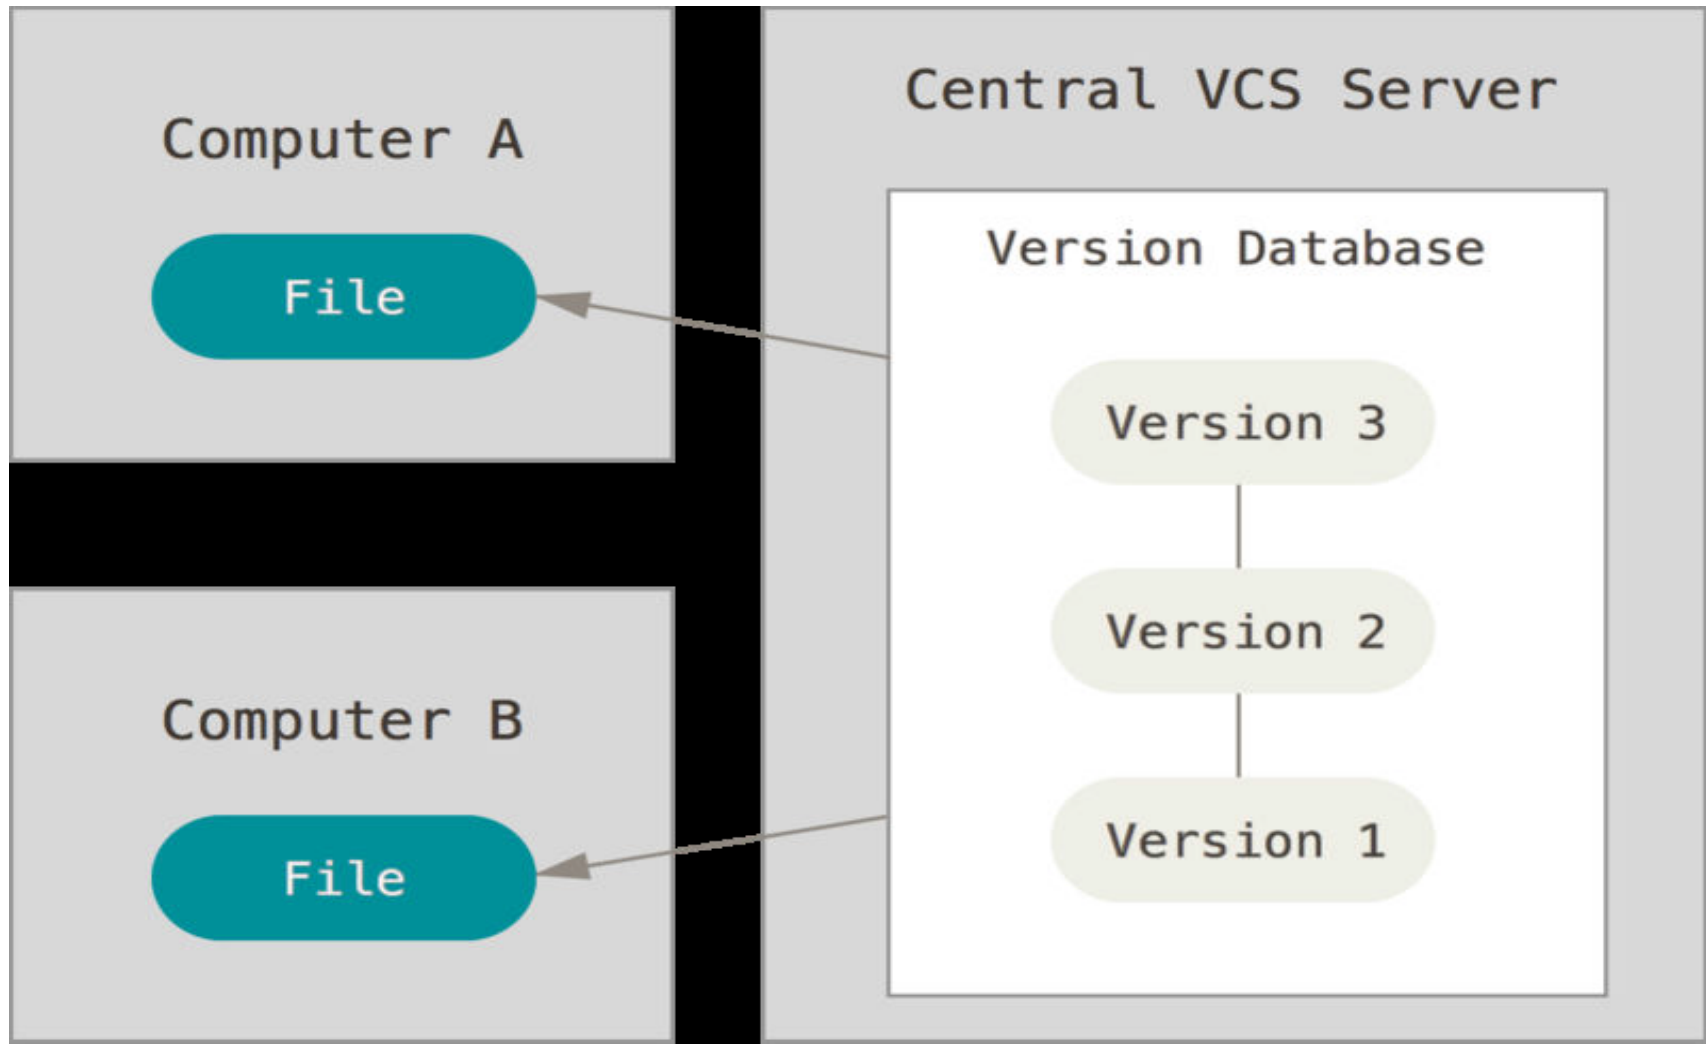 Computer A
File
Computer B
File
Central VCS Server
Version Database
Version 3
Version 2
Version 1